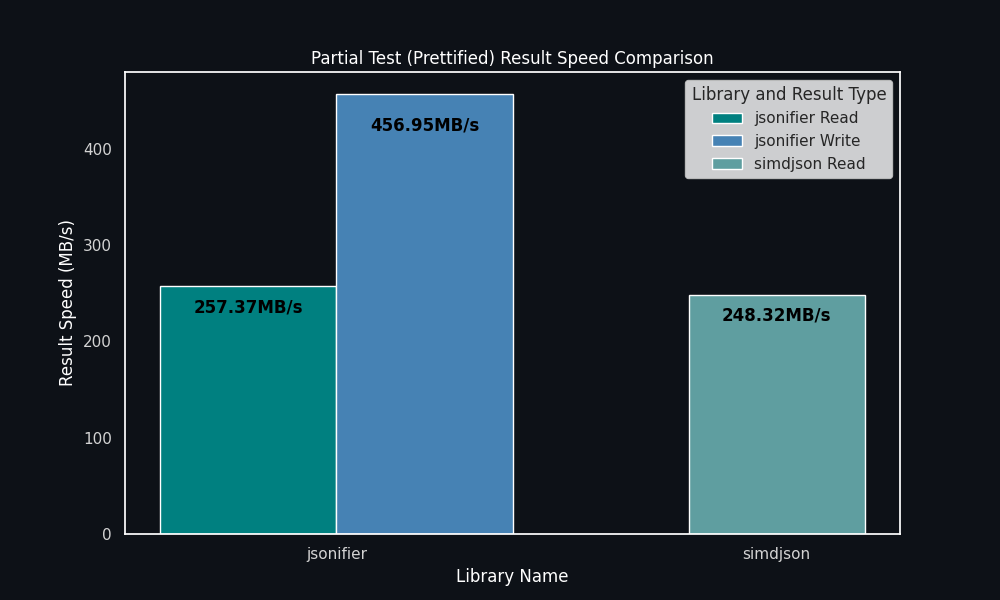 Partial Test (Prettified) Result Speed Comparison
Library and Result Type
jsonifier Read
jsonifier Write
simdjson Read
456.95MB/s
257.37MB/s
248.32MB/s
Result Speed (MB/s)
400
300
200
100
0
jsonifier
simdjson
Library Name